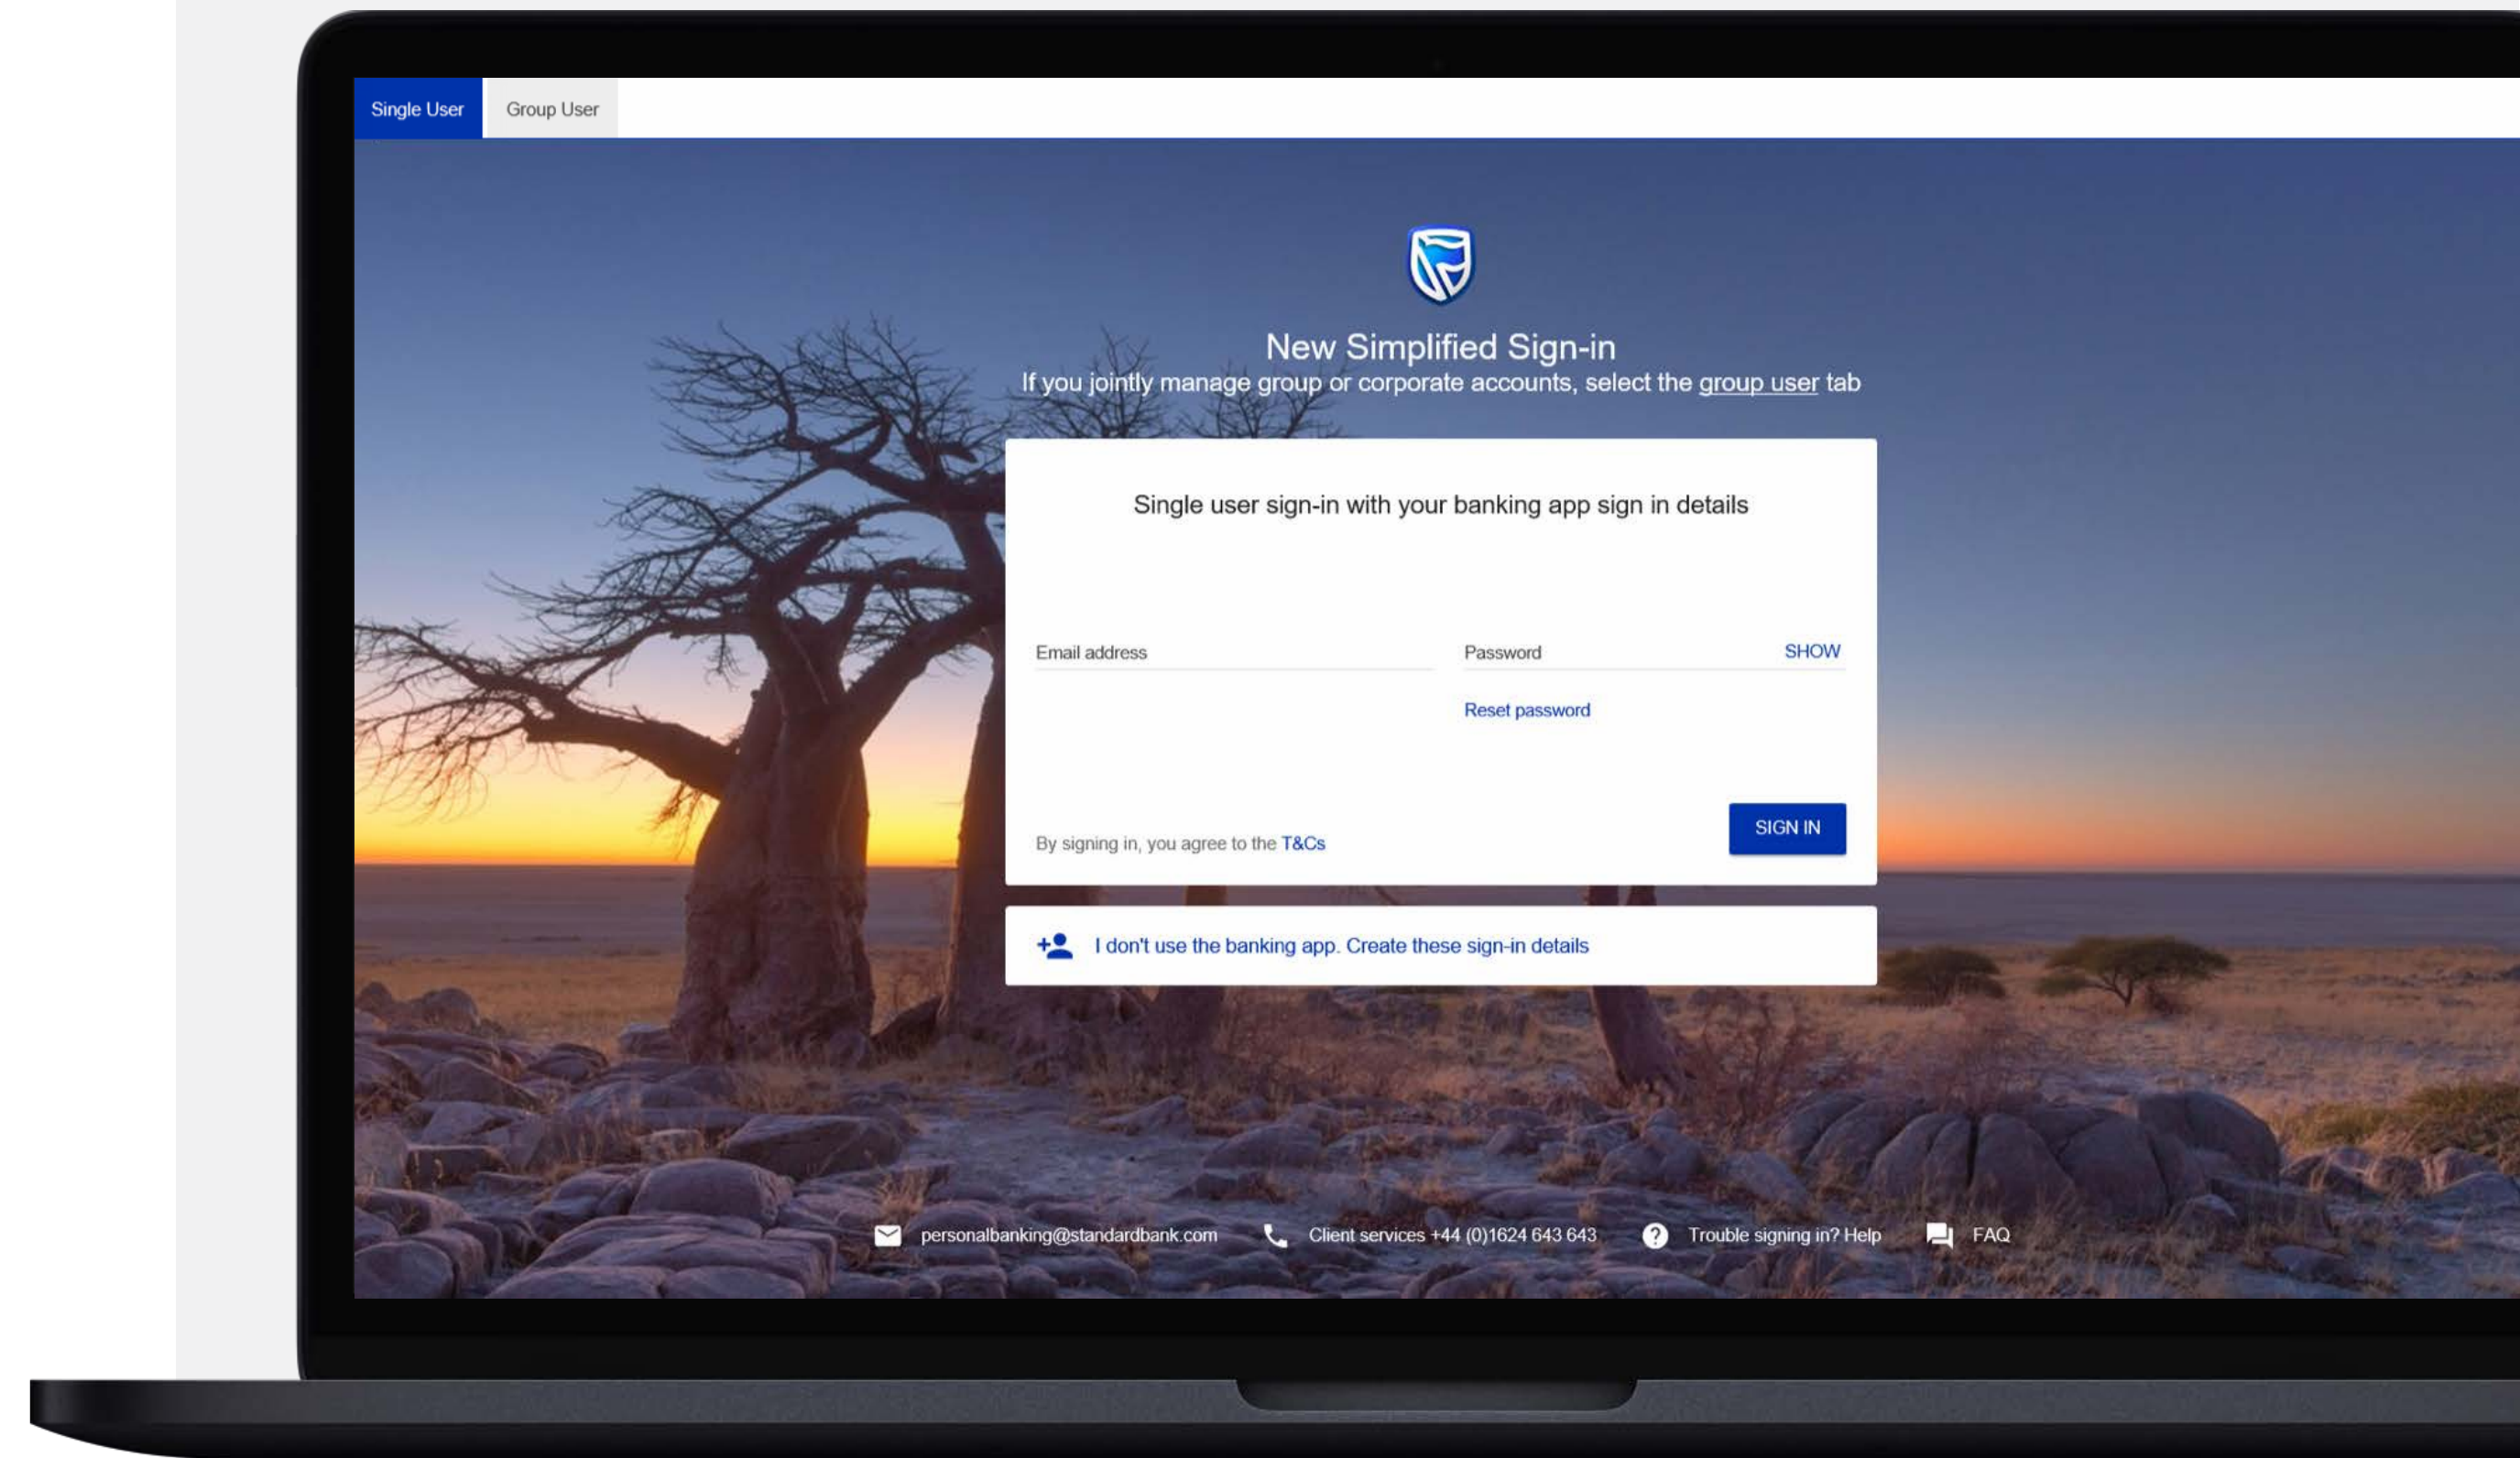 Single User
Group User
New Simplified Sign-in
If you jointly manage group or corporate accounts, select the group user tab
Single user sign-in with your banking app sign in details
Email address
Password
SHOW
Reset password
By signing in, you agree to the T&Cs
SIGN IN
I don't use the banking app. Create these sign-in details
personalbanking@standardbank.com
Client services +44 (0)1624 643 643
Trouble signing in? Help
FAQ